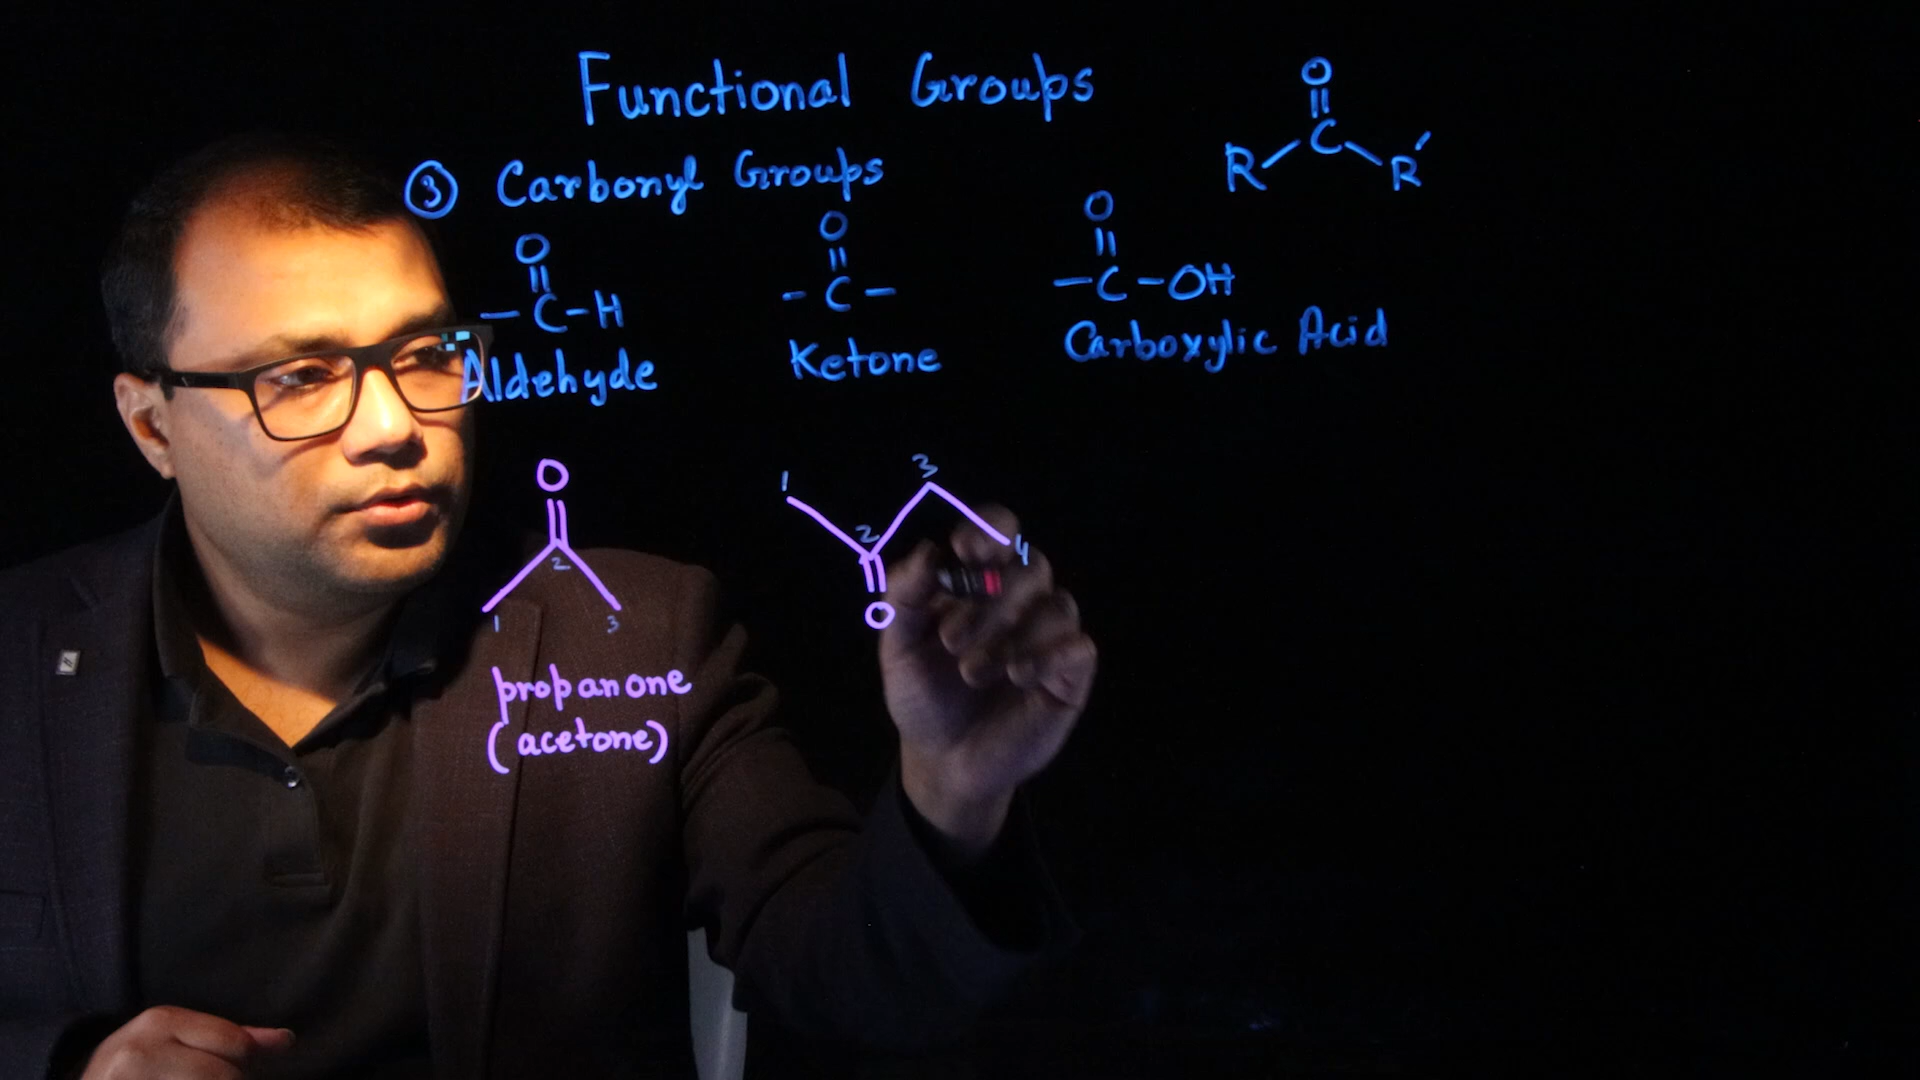 Functional Groups
③ Carbonyl Groups
O
||
R C R′
O
||
– C – H
Aldehyde
O
||
– C –
Ketone
O
||
– C – OH
Carboxylic Acid
O
2
1 3
propanone
(acetone)
1 2 3 4
O